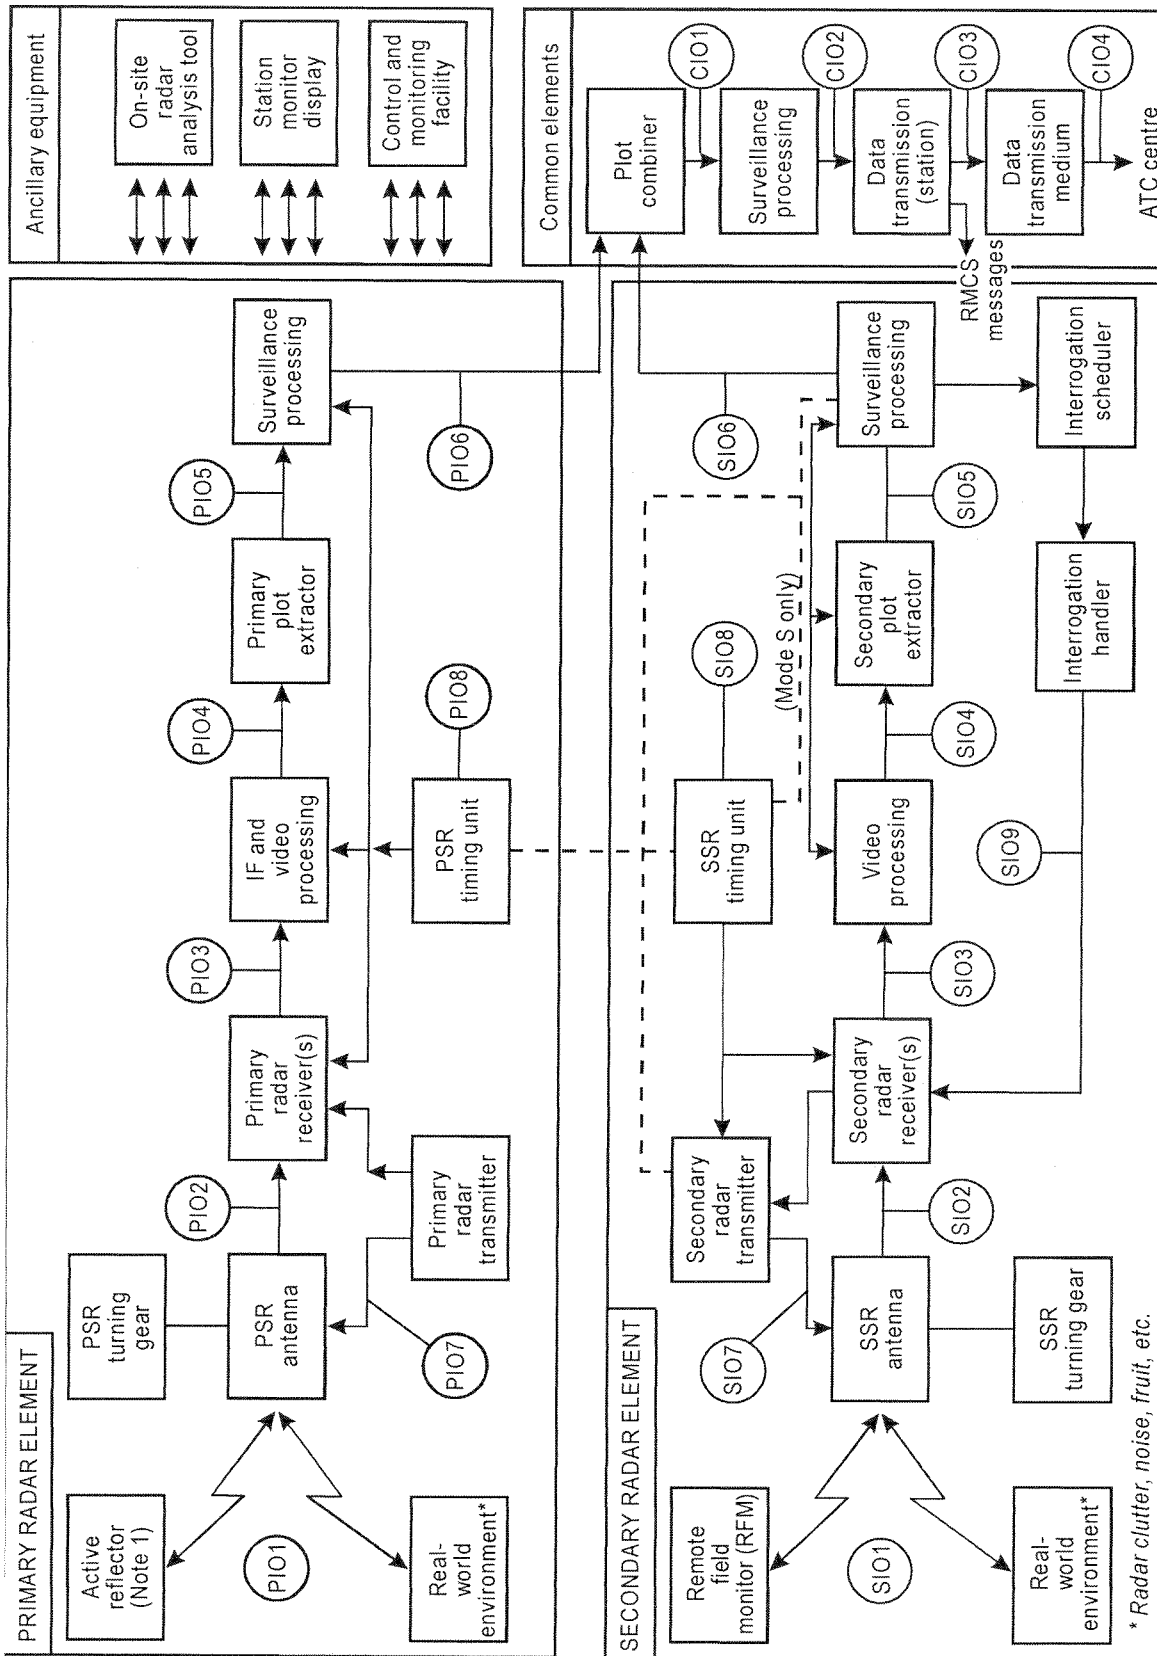 PRIMARY RADAR ELEMENT
Active
reflector
(Note 1)
PIO1
Real-
world
environment*
PSR
turning
gear
PSR
antenna
PIO2
PIO7
Primary
radar
transmitter
Primary
radar
receiver(s)
PIO3
IF and
video
processing
PIO4
PSR
timing unit
PIO8
Primary
plot
extractor
PIO5
Surveillance
processing
PIO6
Ancillary equipment
On-site
radar
analysis tool
Station
monitor
display
Control and
monitoring
facility
SECONDARY RADAR ELEMENT
Remote
field
monitor (RFM)
SIO1
Real-
world
environment*
SIO7
SSR
antenna
SSR
turning gear
SIO2
Secondary
radar
transmitter
Secondary
radar
receiver(s)
SIO3
SSR
timing unit
SIO8
Video
processing
SIO9
SIO4
(Mode S only)
Secondary
plot
extractor
Interrogation
handler
SIO5
SIO6
Surveillance
processing
Interrogation
scheduler
Common elements
Plot
combiner
CIO1
Surveillance
processing
CIO2
Data
transmission
(station)
RMCS
messages
CIO3
Data
transmission
medium
CIO4
ATC centre
* Radar clutter, noise, fruit, etc.